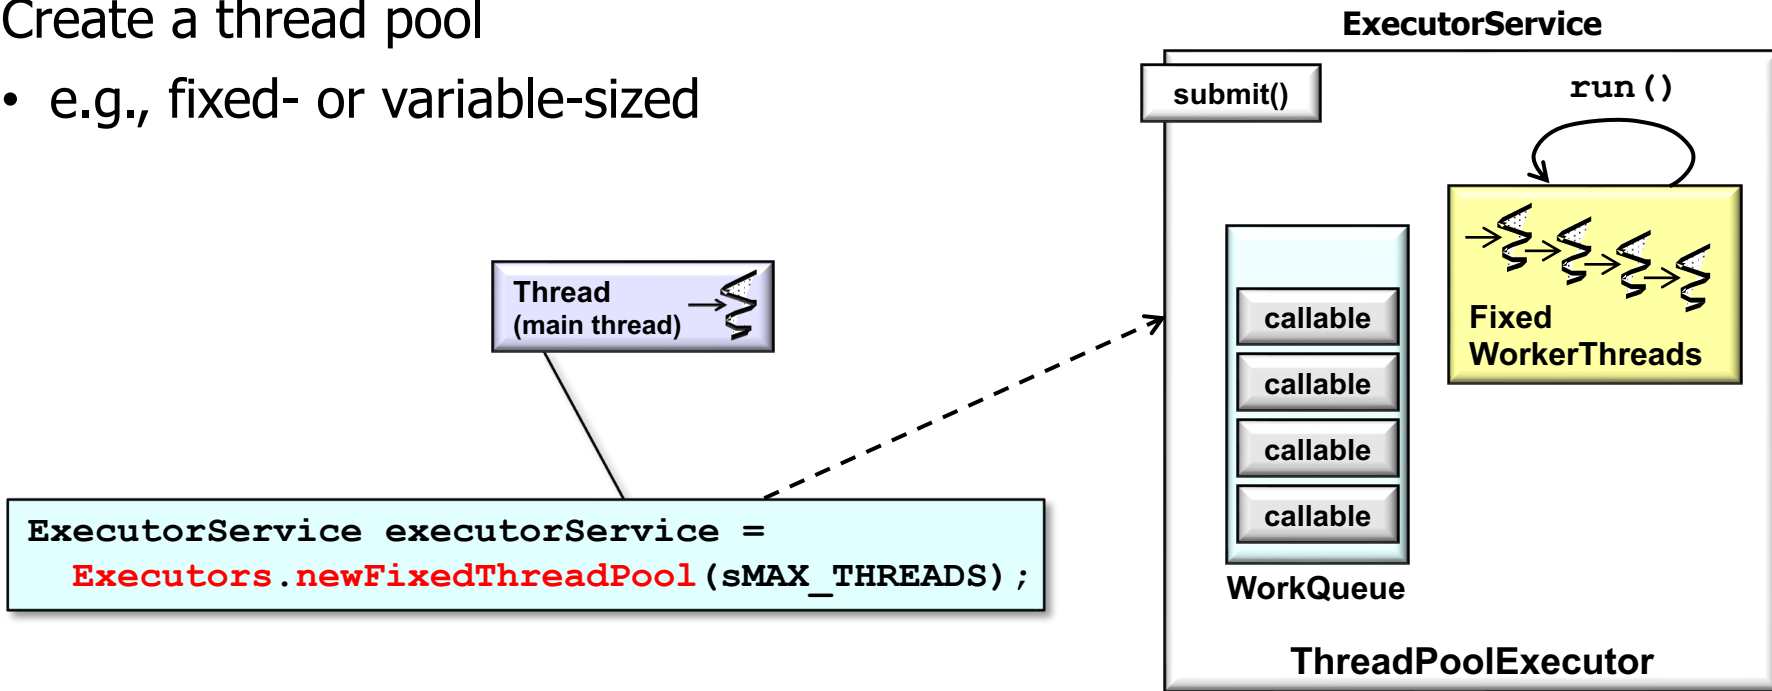 Create a thread pool
• e.g., fixed- or variable-sized
ExecutorService
submit()
run()
Thread
(main thread)
callable
callable
callable
callable
Fixed
WorkerThreads
ExecutorService executorService =
Executors.newFixedThreadPool(sMAX_THREADS);
WorkQueue
ThreadPoolExecutor